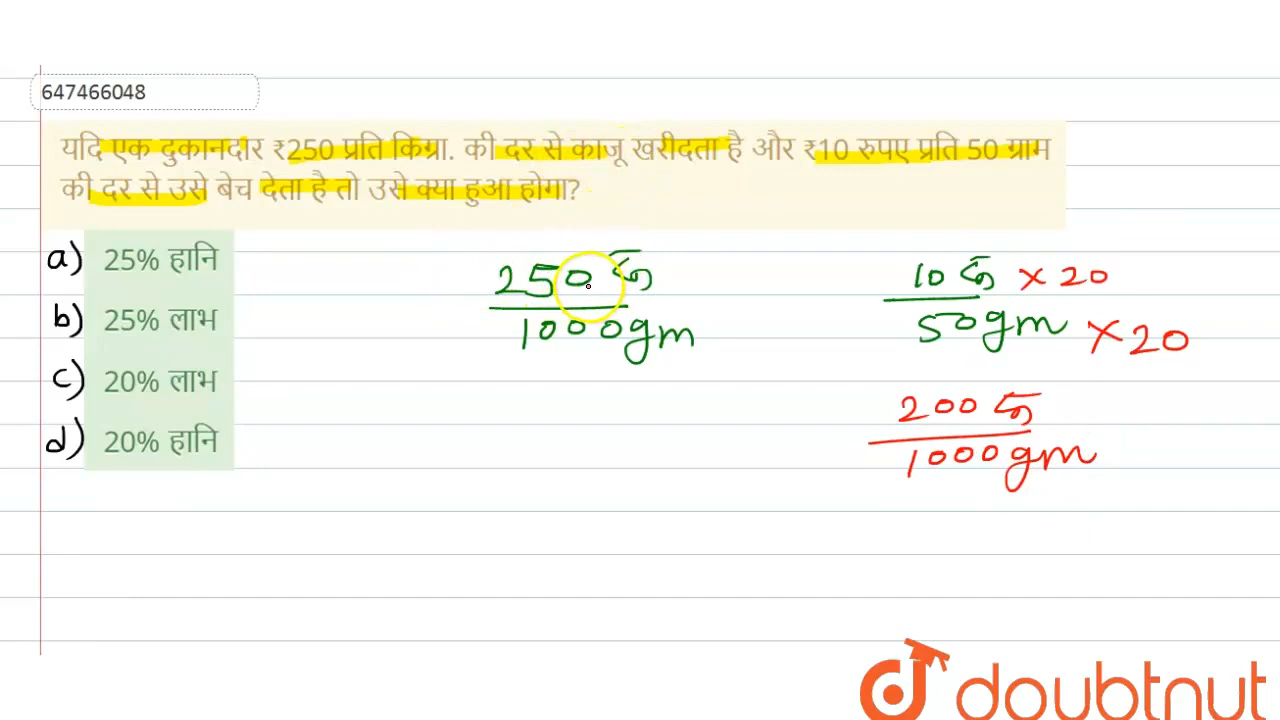 647466048
यदि एक दुकानदार ₹250 प्रति किग्रा. की दर से काजू खरीदता है और ₹10 रुपए प्रति 50 ग्राम
की दर से उसे बेच देता है तो उसे क्या हुआ होगा?
a) 25% हानि
b) 25% लाभ
c) 20% लाभ
d) 20% हानि
250 रु
1000gm
10 रु × 20
50gm × 20
200 रु
1000gm
doubtnut